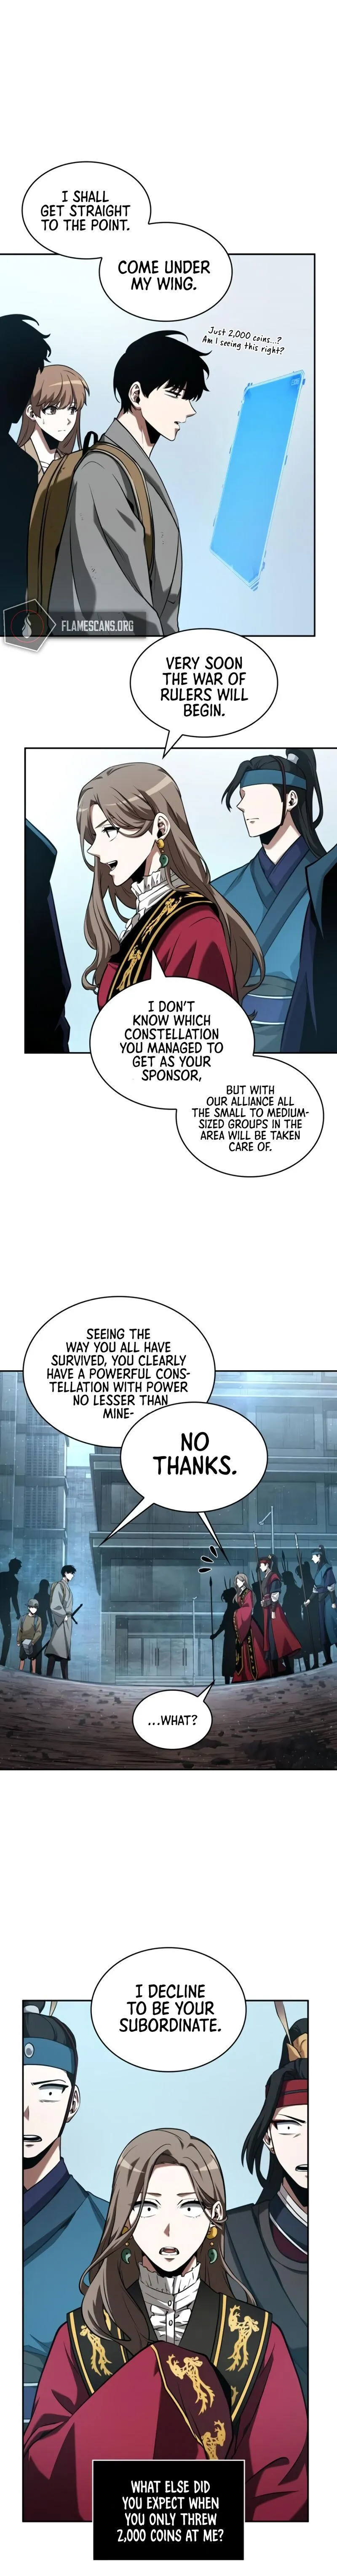 I SHALL
GET STRAIGHT
TO THE POINT.
COME UNDER
MY WING.
Just 2,000 coins...?
Am I seeing this right?
FLAMESCANS.ORG
VERY SOON
THE WAR OF
RULERS WILL
BEGIN.
I DON'T
KNOW WHICH
CONSTELLATION
YOU MANAGED TO
GET AS YOUR
SPONSOR,
BUT WITH
OUR ALLIANCE ALL
THE SMALL TO MEDIUM-
SIZED GROUPS IN THE
AREA WILL BE TAKEN
CARE OF.
SEEING THE
WAY YOU ALL HAVE
SURVIVED, YOU CLEARLY
HAVE A POWERFUL CONS-
TELLATION WITH POWER
NO LESSER THAN
MINE-
NO
THANKS.
...WHAT?
I DECLINE
TO BE YOUR
SUBORDINATE.
WHAT ELSE DID
YOU EXPECT WHEN
YOU ONLY THREW
2,000 COINS AT ME?